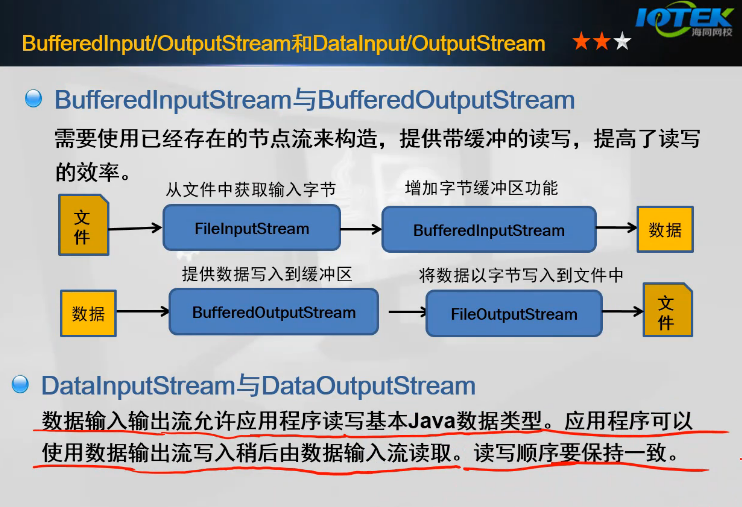 BufferedInput/OutputStream和DataInput/OutputStream
IOTEK
海同网校
BufferedInputStream与BufferedOutputStream
需要使用已经存在的节点流来构造，提供带缓冲的读写，提高了读写
的效率。
从文件中获取输入字节
增加字节缓冲区功能
文
件
FileInputStream
BufferedInputStream
数据
提供数据写入到缓冲区
将数据以字节写入到文件中
数据
BufferedOutputStream
FileOutputStream
文
件
DataInputStream与DataOutputStream
数据输入输出流允许应用程序读写基本Java数据类型。应用程序可以
使用数据输出流写入稍后由数据输入流读取。读写顺序要保持一致。